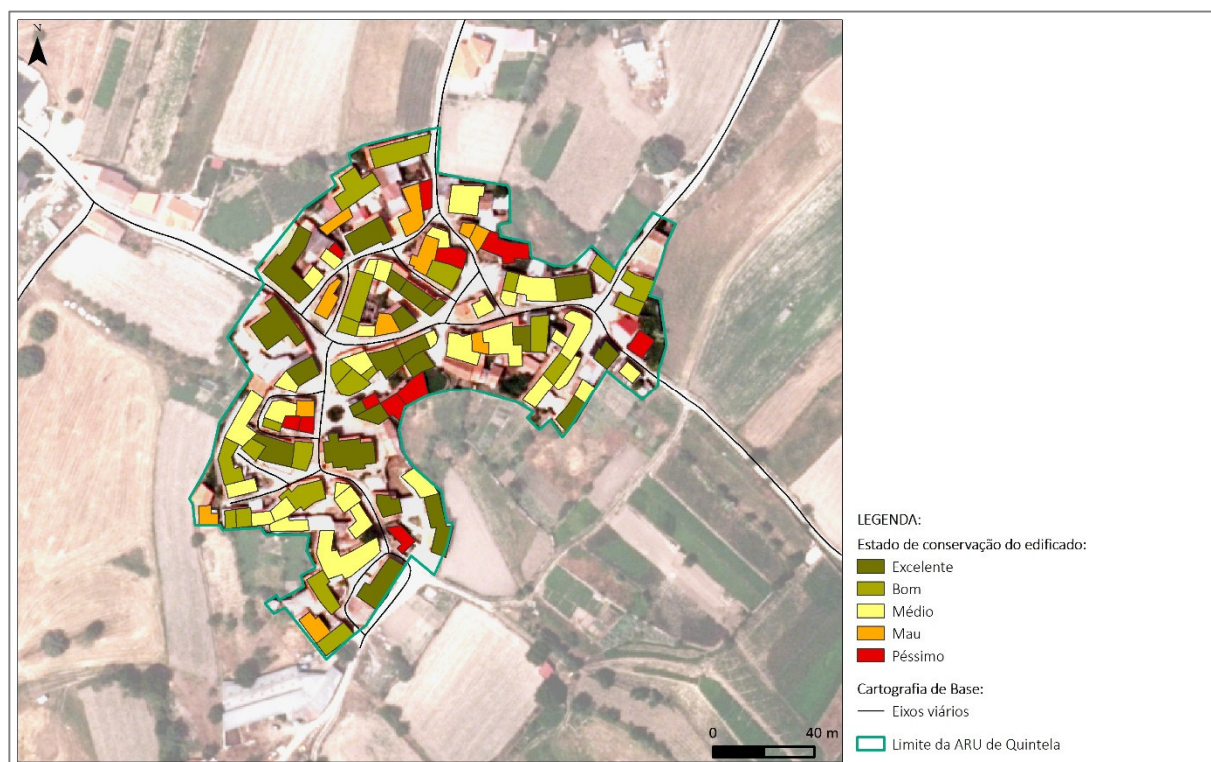 N
LEGENDA:
Estado de conservação do edificado:
Excelente
Bom
Médio
Mau
Péssimo
Cartografia de Base:
Eixos viários
Limite da ARU de Quintela
0 40 m